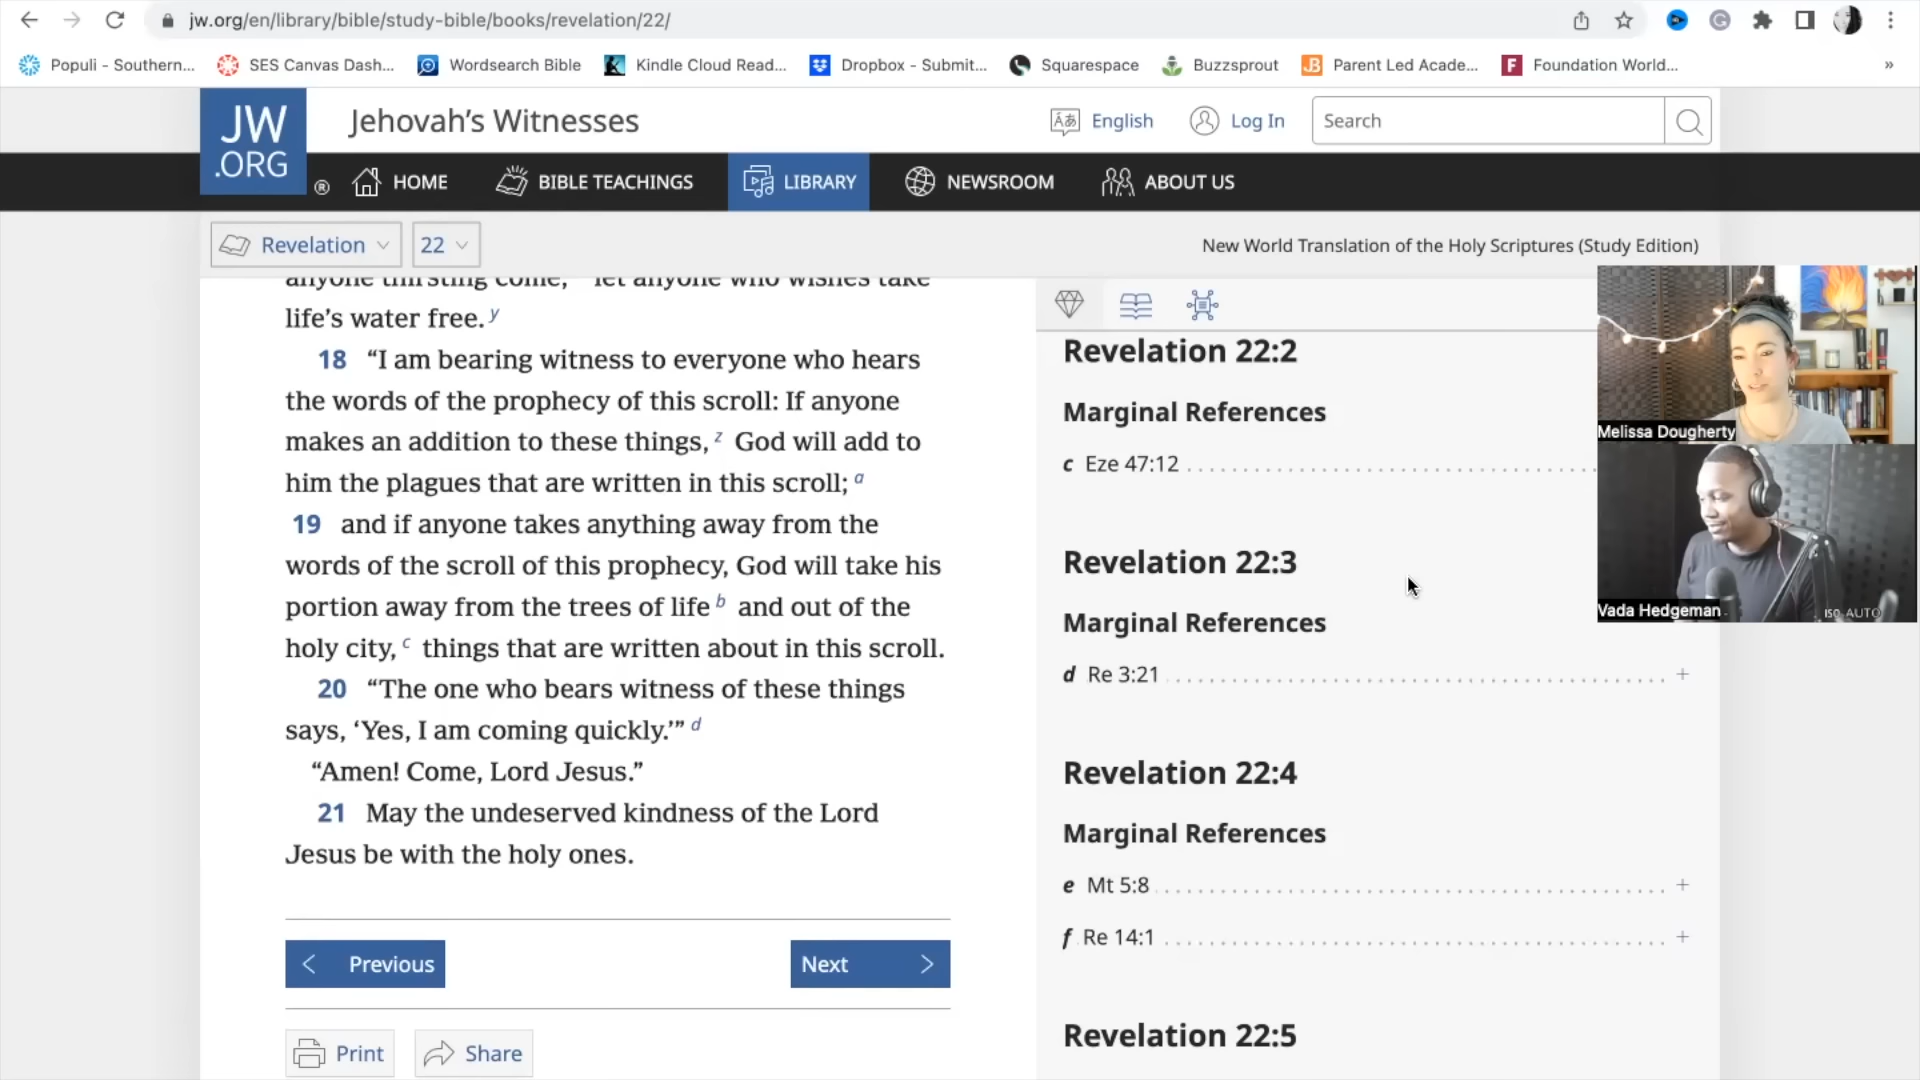 jw.org/en/library/bible/study-bible/books/revelation/22/
Populi - Southern...
SES Canvas Dash...
Wordsearch Bible
Kindle Cloud Read...
Dropbox - Submit...
Squarespace
Buzzsprout
Parent Led Acade...
Foundation World...
»
JW
.ORG
®
Jehovah’s Witnesses
English
Log In
Search
HOME
BIBLE TEACHINGS
LIBRARY
NEWSROOM
ABOUT US
Revelation
22
New World Translation of the Holy Scriptures (Study Edition)
anyone thirsting come; let anyone who wishes take
life’s water free. y
18 “I am bearing witness to everyone who hears
the words of the prophecy of this scroll: If anyone
makes an addition to these things, z God will add to
him the plagues that are written in this scroll; a
19 and if anyone takes anything away from the
words of the scroll of this prophecy, God will take his
portion away from the trees of life b and out of the
holy city, c things that are written about in this scroll.
20 “The one who bears witness of these things
says, ‘Yes, I am coming quickly.’” d
“Amen! Come, Lord Jesus.”
21 May the undeserved kindness of the Lord
Jesus be with the holy ones.
Previous
Next
Print
Share
Revelation 22:2
Marginal References
c Eze 47:12
Revelation 22:3
Marginal References
d Re 3:21 +
Revelation 22:4
Marginal References
e Mt 5:8 +
f Re 14:1 +
Revelation 22:5
Melissa Dougherty
Vada Hedgeman
ISO AUTO